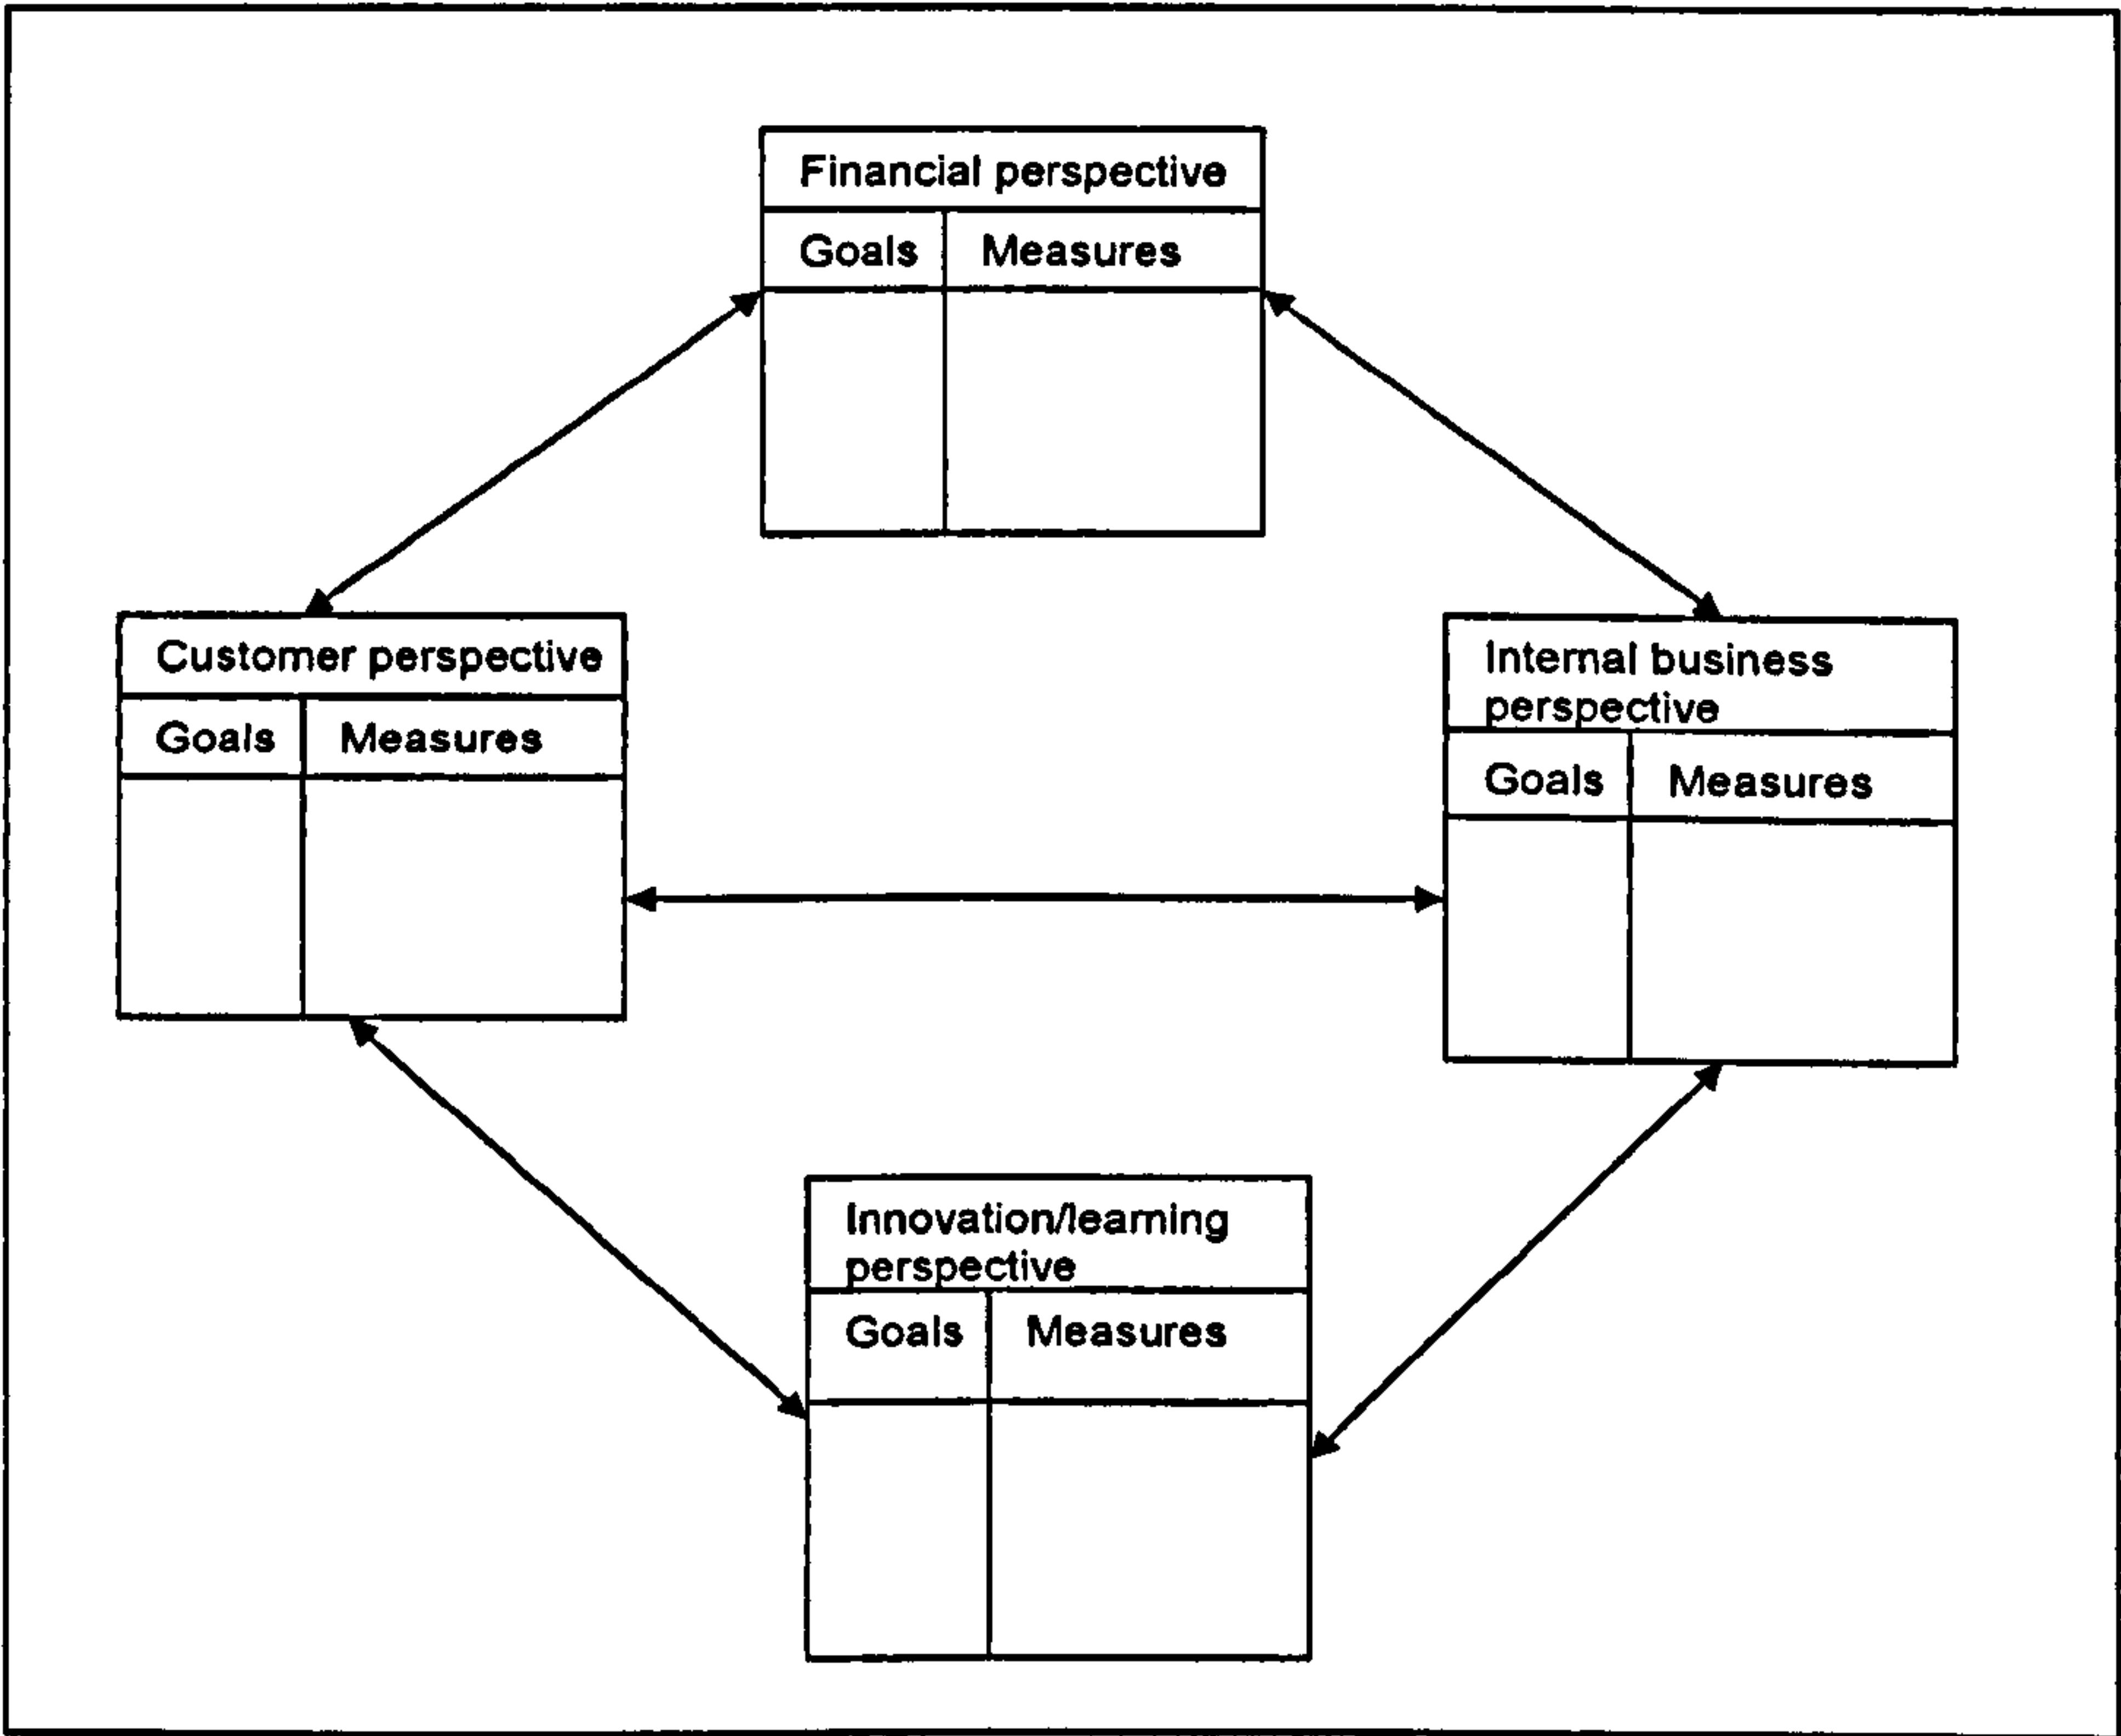 Financial perspective
Goals Measures
Customer perspective
Goals Measures
Internal business
perspective
Goals Measures
Innovation/learning
perspective
Goals Measures